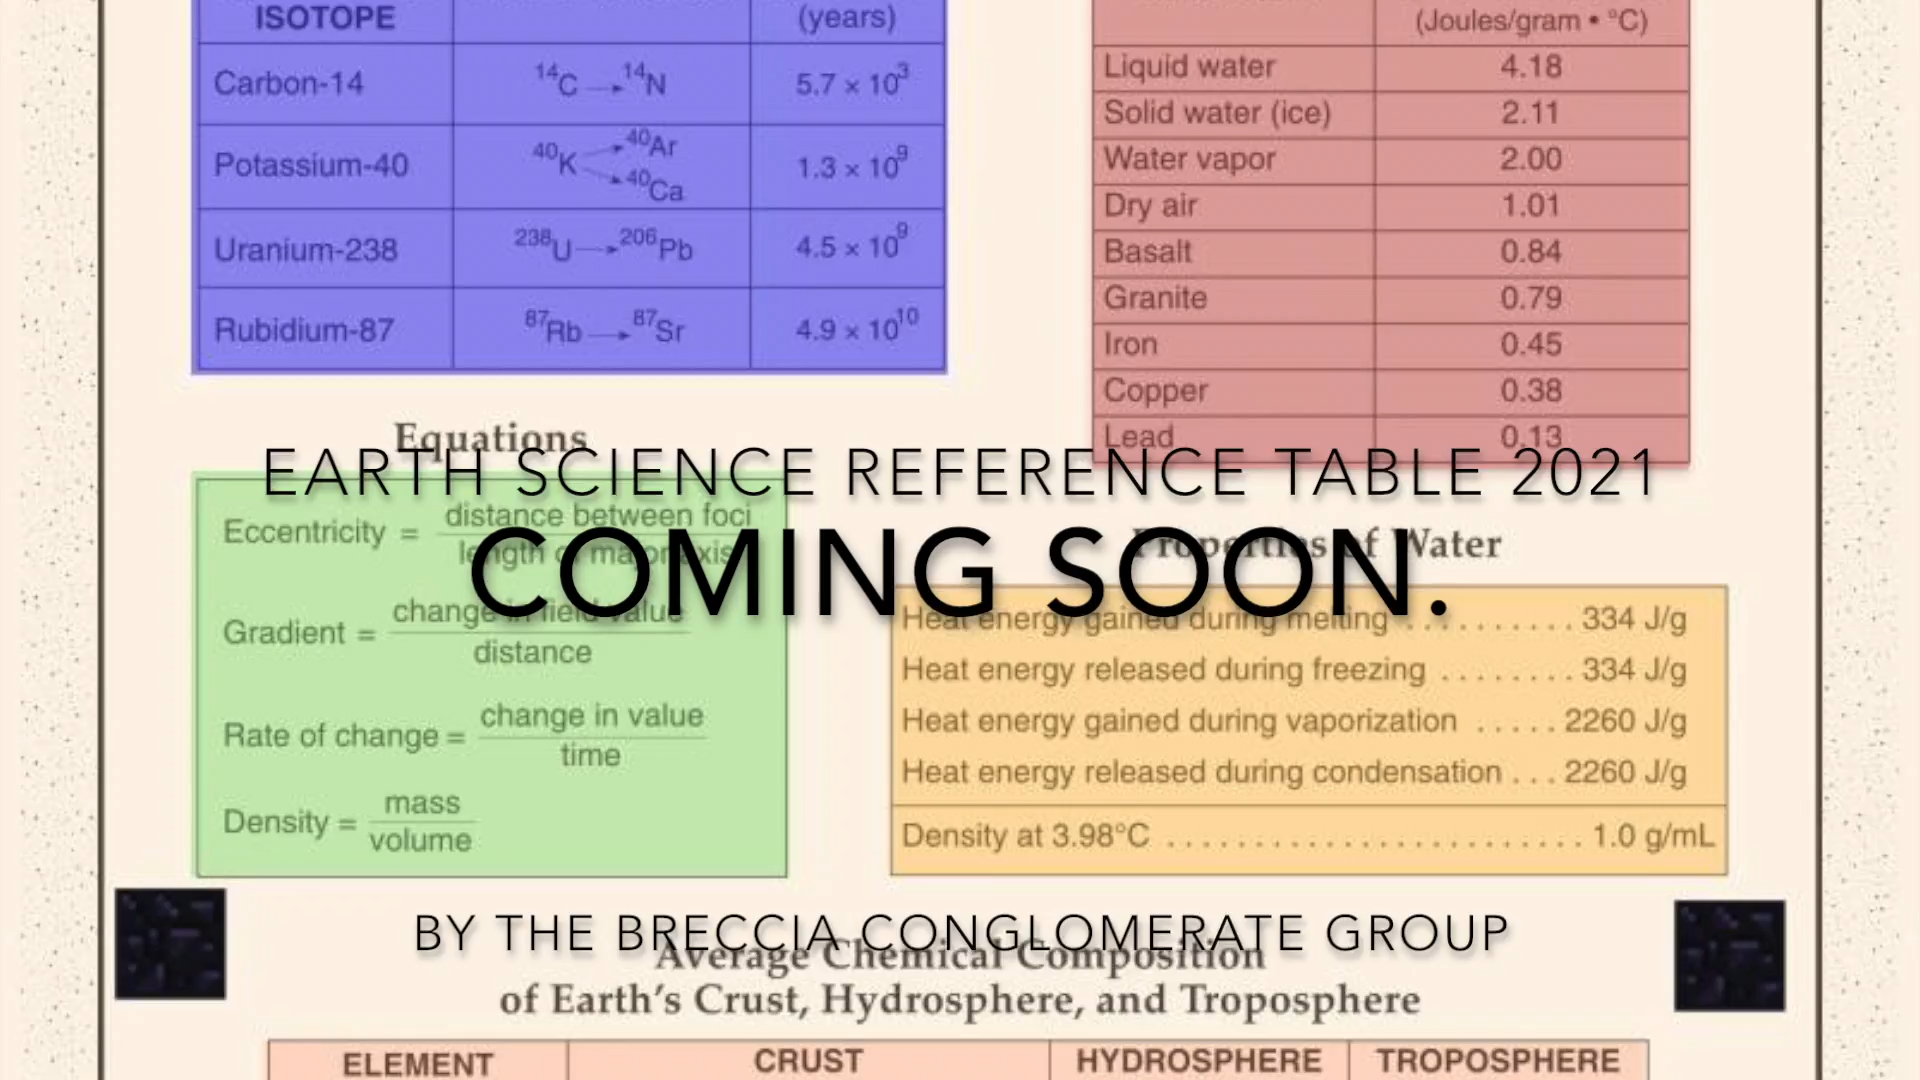 ISOTOPE (years)
Carbon-14 ¹⁴C → ¹⁴N 5.7 × 10³
Potassium-40 ⁴⁰K → ⁴⁰Ar ⁴⁰Ca 1.3 × 10⁹
Uranium-238 ²³⁸U → ²⁰⁶Pb 4.5 × 10⁹
Rubidium-87 ⁸⁷Rb → ⁸⁷Sr 4.9 × 10¹⁰
(Joules/gram • °C)
Liquid water 4.18
Solid water (ice) 2.11
Water vapor 2.00
Dry air 1.01
Basalt 0.84
Granite 0.79
Iron 0.45
Copper 0.38
Lead 0.13
EARTH SCIENCE REFERENCE TABLE 2021
COMING SOON.
Equations
Eccentricity = distance between foci
length of major axis
Gradient = change in field value
distance
Rate of change = change in value
time
Density = mass
volume
Properties of Water
Heat energy gained during melting . . . . . . . . . . 334 J/g
Heat energy released during freezing . . . . . . . . 334 J/g
Heat energy gained during vaporization . . . . . 2260 J/g
Heat energy released during condensation . . . 2260 J/g
Density at 3.98°C . . . . . . . . . . . . . . . . . . . . . . . . 1.0 g/mL
BY THE BRECCIA CONGLOMERATE GROUP
Average Chemical Composition
of Earth's Crust, Hydrosphere, and Troposphere
ELEMENT CRUST HYDROSPHERE TROPOSPHERE